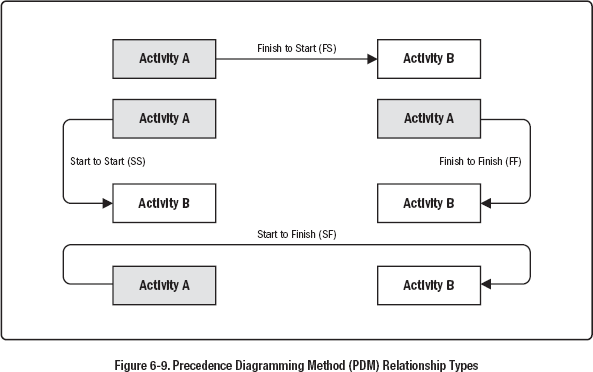 Activity A
Finish to Start (FS)
Activity B
Activity A
Activity A
Start to Start (SS)
Finish to Finish (FF)
Activity B
Activity B
Start to Finish (SF)
Activity A
Activity B
Figure 6-9. Precedence Diagramming Method (PDM) Relationship Types